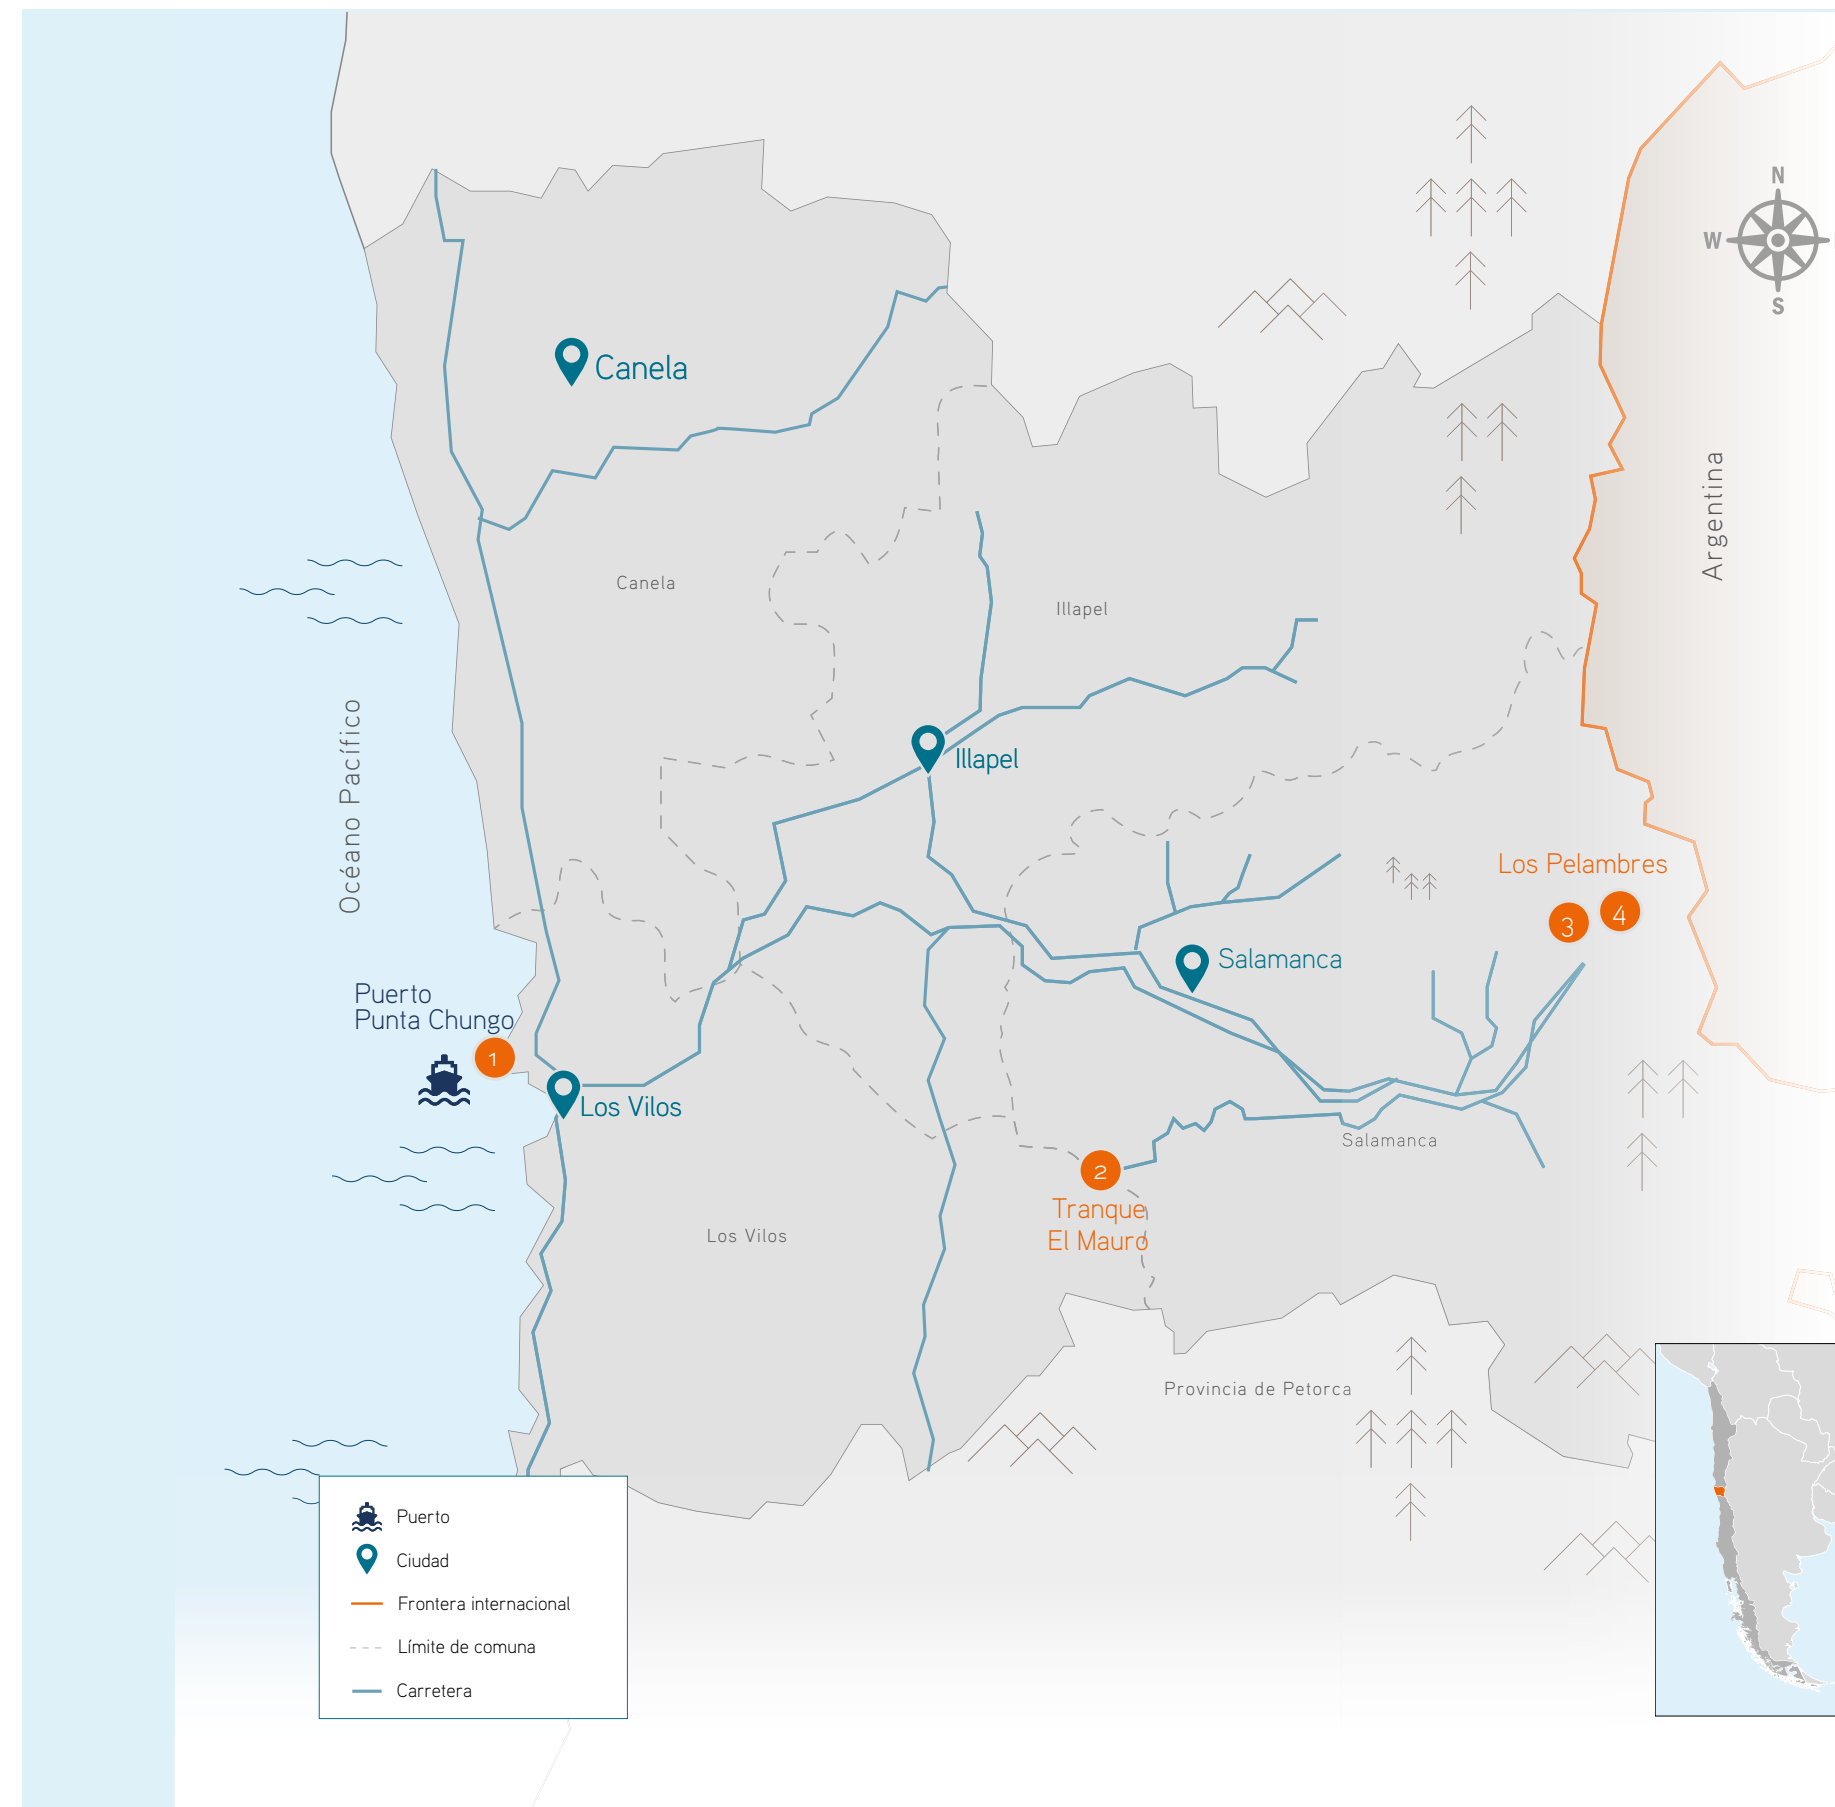 N
W
S
Canela
Argentina
Canela
Illapel
Océano Pacífico
Illapel
Los Pelambres
3
4
Salamanca
Puerto
Punta Chungo
1
Los Vilos
Salamanca
2
Tranque
El Mauro
Los Vilos
Provincia de Petorca
Puerto
Ciudad
Frontera internacional
Límite de comuna
Carretera